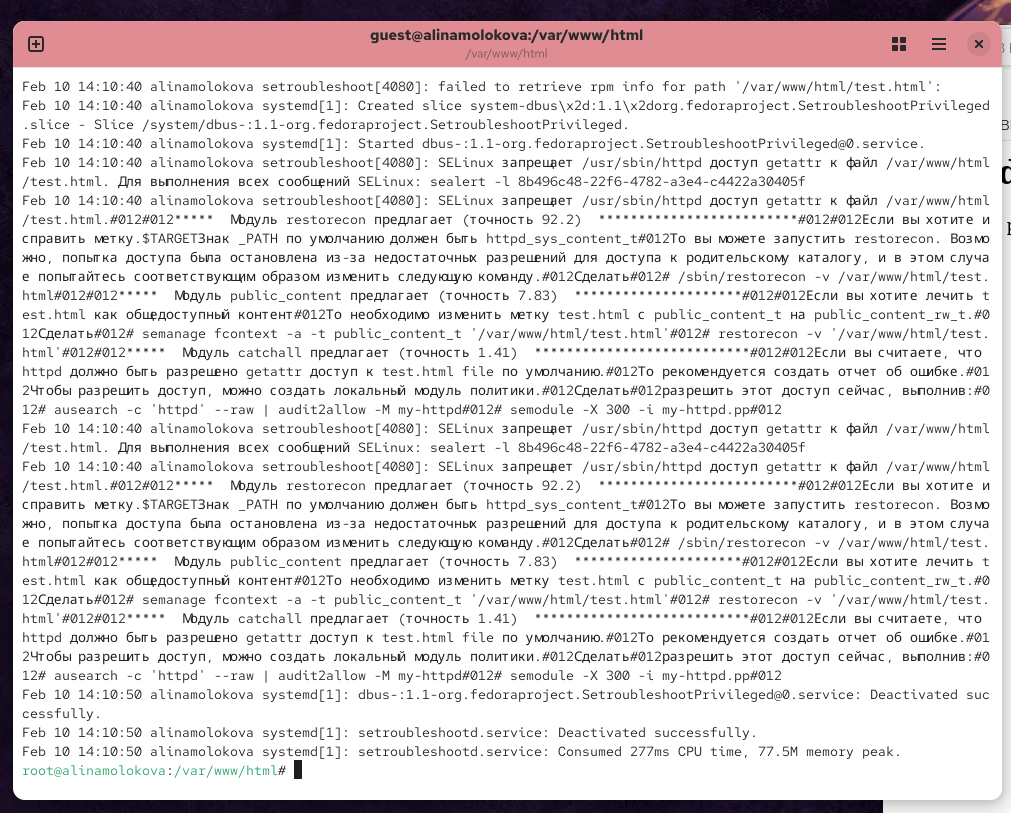 guest@alinamolokova:/var/www/html
/var/www/html
Feb 10 14:10:40 alinamolokova setroubleshoot[4080]: failed to retrieve rpm info for path '/var/www/html/test.html':
Feb 10 14:10:40 alinamolokova systemd[1]: Created slice system-dbus\x2d:1.1\x2dorg.fedoraproject.SetroubleshootPrivileged
.slice - Slice /system/dbus-:1.1-org.fedoraproject.SetroubleshootPrivileged.
Feb 10 14:10:40 alinamolokova systemd[1]: Started dbus-:1.1-org.fedoraproject.SetroubleshootPrivileged@0.service.
Feb 10 14:10:40 alinamolokova setroubleshoot[4080]: SELinux запрещает /usr/sbin/httpd доступ getattr к файл /var/www/html
/test.html. Для выполнения всех сообщений SELinux: sealert -l 8b496c48-22f6-4782-a3e4-c4422a30405f
Feb 10 14:10:40 alinamolokova setroubleshoot[4080]: SELinux запрещает /usr/sbin/httpd доступ getattr к файл /var/www/html
/test.html.#012#012*****  Модуль restorecon предлагает (точность 92.2)  *************************#012#012Если вы хотите и
справить метку.$TARGETЗнак _PATH по умолчанию должен быть httpd_sys_content_t#012То вы можете запустить restorecon. Возмо
жно, попытка доступа была остановлена из-за недостаточных разрешений для доступа к родительскому каталогу, и в этом случа
е попытайтесь соответствующим образом изменить следующую команду.#012Сделать#012# /sbin/restorecon -v /var/www/html/test.
html#012#012*****  Модуль public_content предлагает (точность 7.83)  *********************#012#012Если вы хотите лечить t
est.html как общедоступный контент#012То необходимо изменить метку test.html с public_content_t на public_content_rw_t.#0
12Сделать#012# semanage fcontext -a -t public_content_t '/var/www/html/test.html'#012# restorecon -v '/var/www/html/test.
html'#012#012*****  Модуль catchall предлагает (точность 1.41)  ***************************#012#012Если вы считаете, что
httpd должно быть разрешено getattr доступ к test.html file по умолчанию.#012То рекомендуется создать отчет об ошибке.#01
2Чтобы разрешить доступ, можно создать локальный модуль политики.#012Сделать#012разрешить этот доступ сейчас, выполнив:#0
12# ausearch -c 'httpd' --raw | audit2allow -M my-httpd#012# semodule -X 300 -i my-httpd.pp#012
Feb 10 14:10:40 alinamolokova setroubleshoot[4080]: SELinux запрещает /usr/sbin/httpd доступ getattr к файл /var/www/html
/test.html. Для выполнения всех сообщений SELinux: sealert -l 8b496c48-22f6-4782-a3e4-c4422a30405f
Feb 10 14:10:40 alinamolokova setroubleshoot[4080]: SELinux запрещает /usr/sbin/httpd доступ getattr к файл /var/www/html
/test.html.#012#012*****  Модуль restorecon предлагает (точность 92.2)  *************************#012#012Если вы хотите и
справить метку.$TARGETЗнак _PATH по умолчанию должен быть httpd_sys_content_t#012То вы можете запустить restorecon. Возмо
жно, попытка доступа была остановлена из-за недостаточных разрешений для доступа к родительскому каталогу, и в этом случа
е попытайтесь соответствующим образом изменить следующую команду.#012Сделать#012# /sbin/restorecon -v /var/www/html/test.
html#012#012*****  Модуль public_content предлагает (точность 7.83)  *********************#012#012Если вы хотите лечить t
est.html как общедоступный контент#012То необходимо изменить метку test.html с public_content_t на public_content_rw_t.#0
12Сделать#012# semanage fcontext -a -t public_content_t '/var/www/html/test.html'#012# restorecon -v '/var/www/html/test.
html'#012#012*****  Модуль catchall предлагает (точность 1.41)  ***************************#012#012Если вы считаете, что
httpd должно быть разрешено getattr доступ к test.html file по умолчанию.#012То рекомендуется создать отчет об ошибке.#01
2Чтобы разрешить доступ, можно создать локальный модуль политики.#012Сделать#012разрешить этот доступ сейчас, выполнив:#0
12# ausearch -c 'httpd' --raw | audit2allow -M my-httpd#012# semodule -X 300 -i my-httpd.pp#012
Feb 10 14:10:50 alinamolokova systemd[1]: dbus-:1.1-org.fedoraproject.SetroubleshootPrivileged@0.service: Deactivated suc
cessfully.
Feb 10 14:10:50 alinamolokova systemd[1]: setroubleshootd.service: Deactivated successfully.
Feb 10 14:10:50 alinamolokova systemd[1]: setroubleshootd.service: Consumed 277ms CPU time, 77.5M memory peak.
root@alinamolokova:/var/www/html#